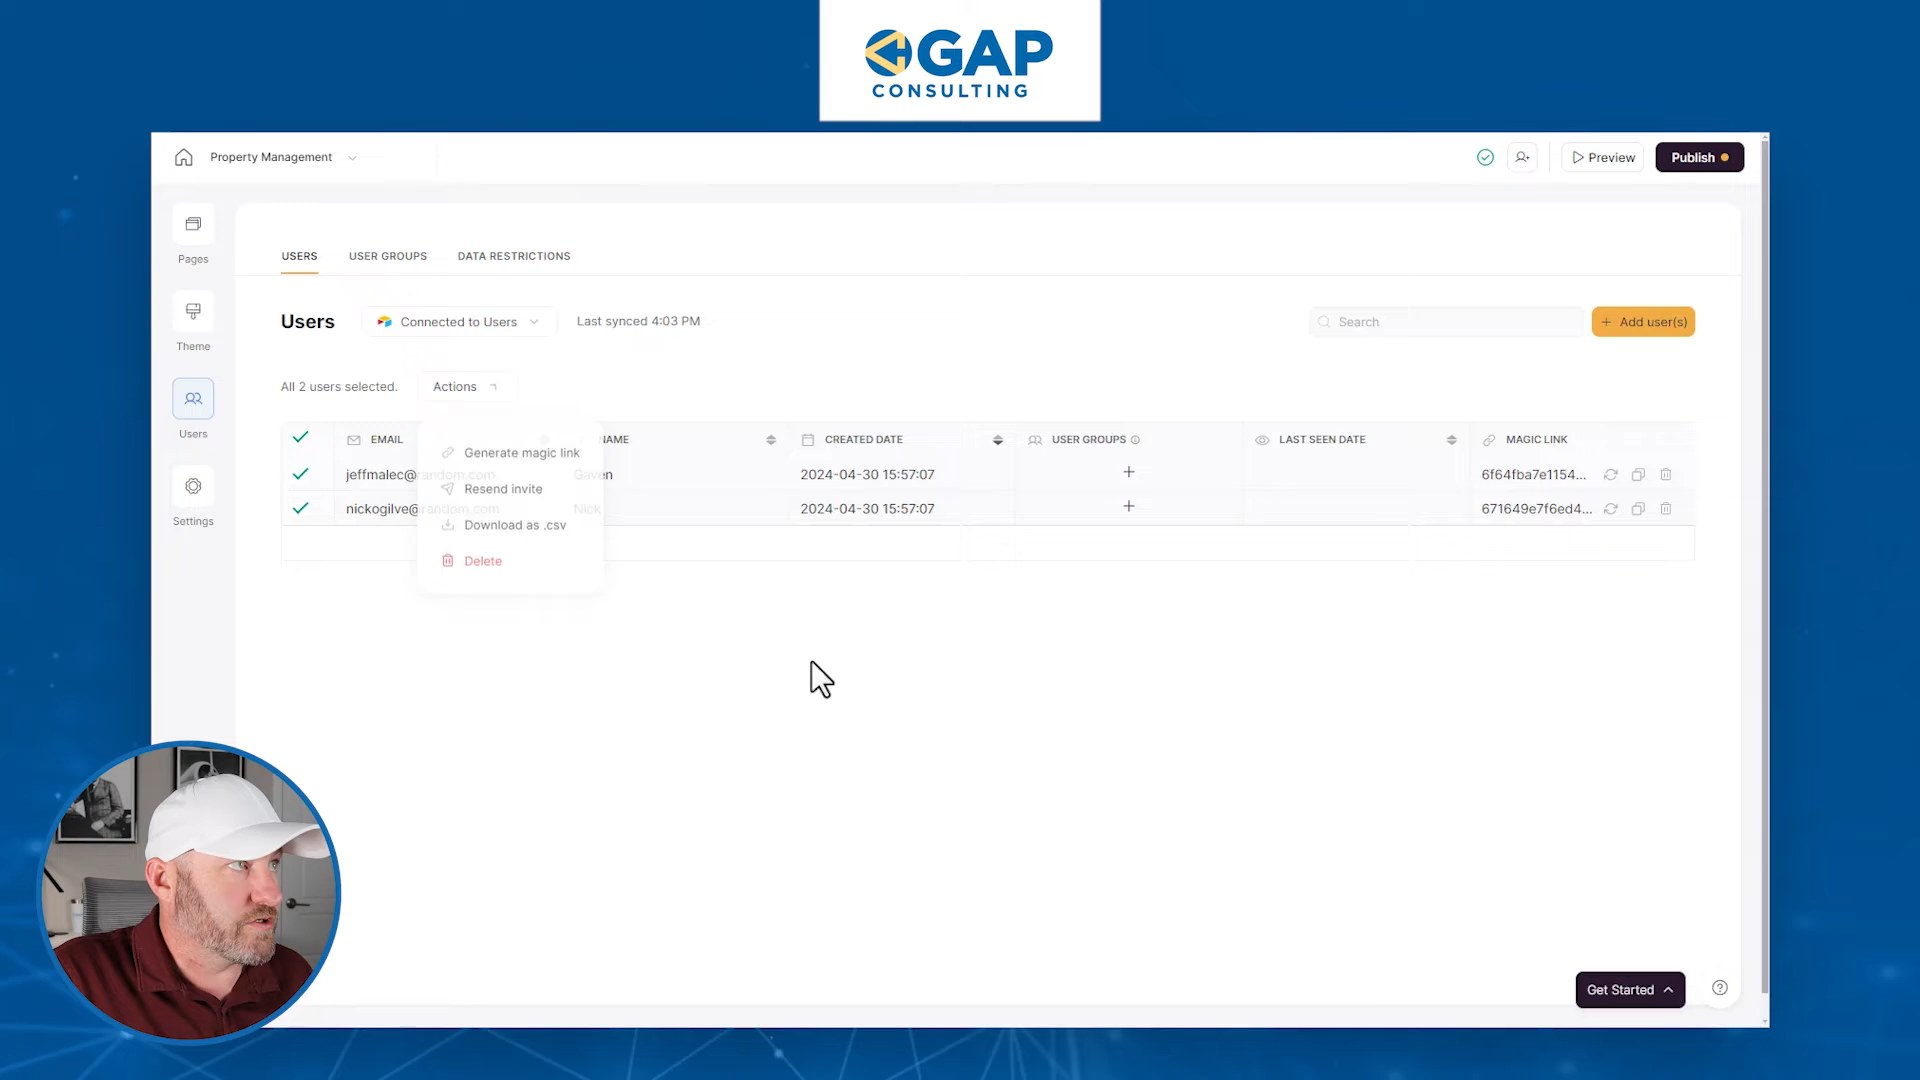 GAP
CONSULTING
Property Management
Preview
Publish
Pages
Theme
Users
Settings
USERS
USER GROUPS
DATA RESTRICTIONS
Users
Connected to Users
Last synced 4:03 PM
Search
+ Add user(s)
All 2 users selected.
Actions
EMAIL
NAME
CREATED DATE
USER GROUPS
LAST SEEN DATE
MAGIC LINK
jeffmalec@random.com
Gaven
2024-04-30 15:57:07
+
6f64fba7e1154...
nickogilve@random.com
Nick
2024-04-30 15:57:07
+
671649e7f6ed4...
Generate magic link
Resend invite
Download as .csv
Delete
Get Started
?